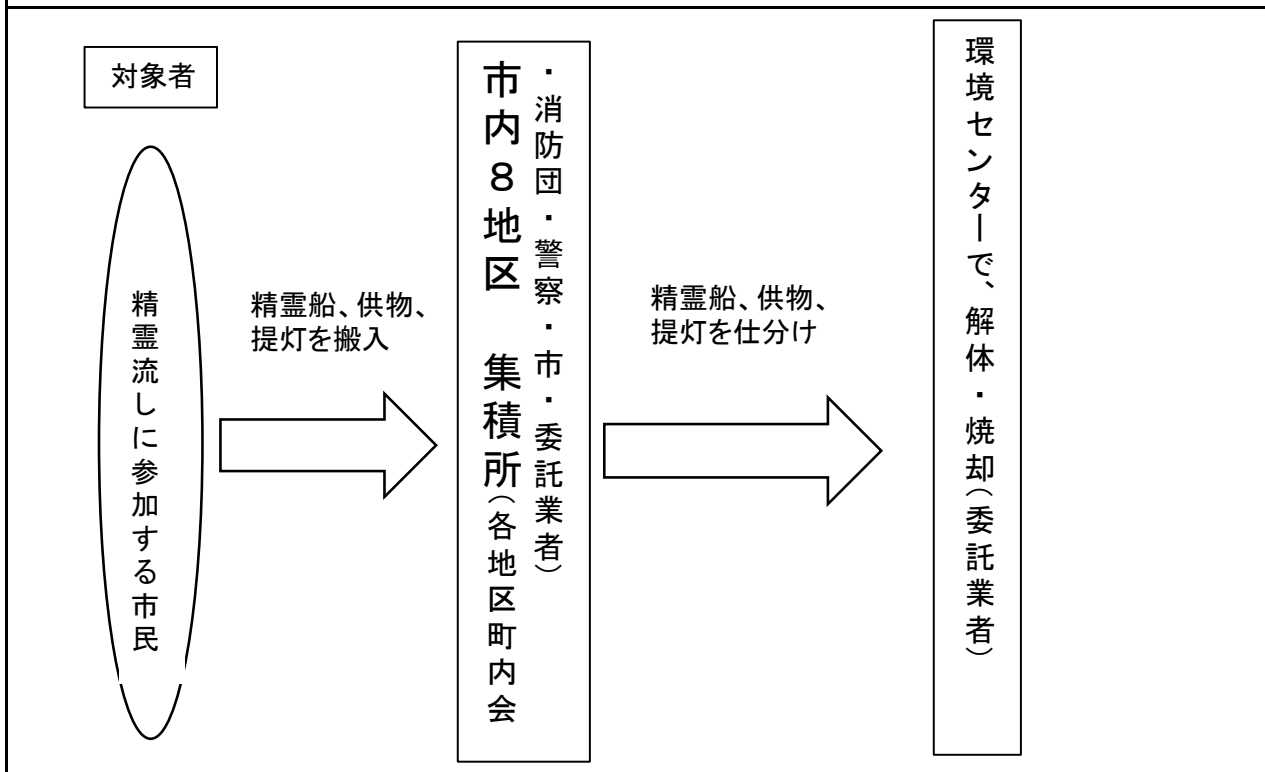 対象者
精霊流しに参加する市民
精霊船、供物、
提灯を搬入
市内8地区　集積所(各地区町内会
・消防団・警察・市・委託業者)
精霊船、供物、
提灯を仕分け
環境センターで、解体・焼却(委託業者)